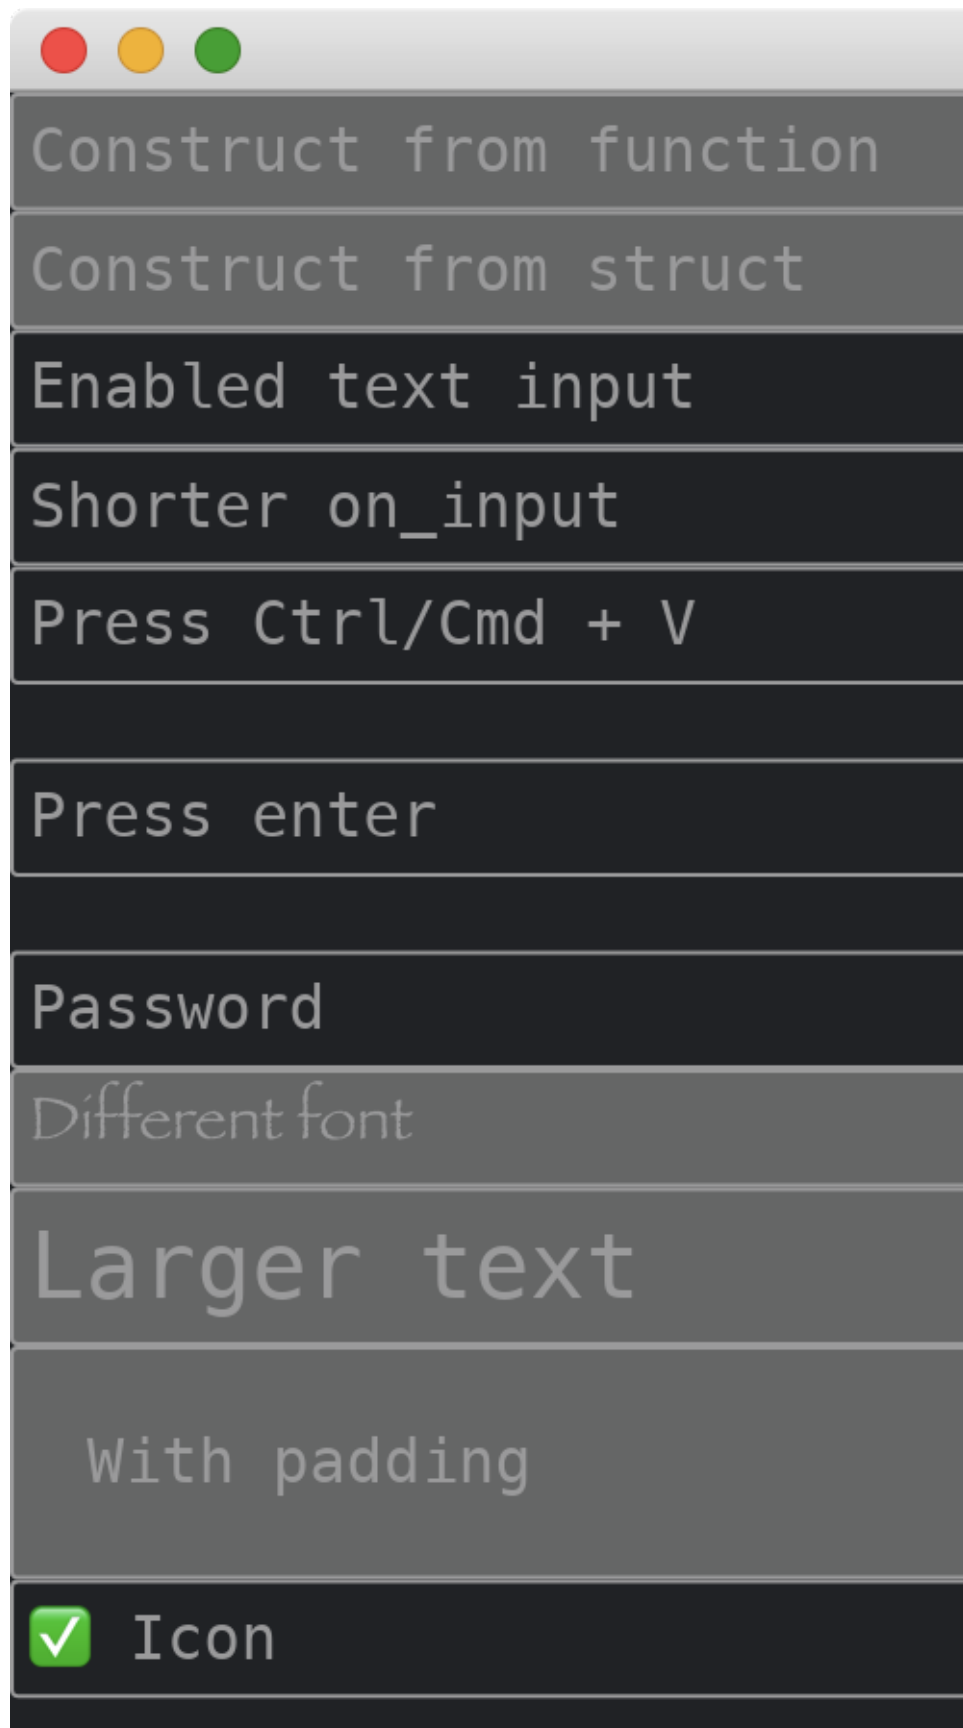 Construct from function
Construct from struct
Enabled text input
Shorter on_input
Press Ctrl/Cmd + V
Press enter
Password
Different font
Larger text
With padding
✅ Icon